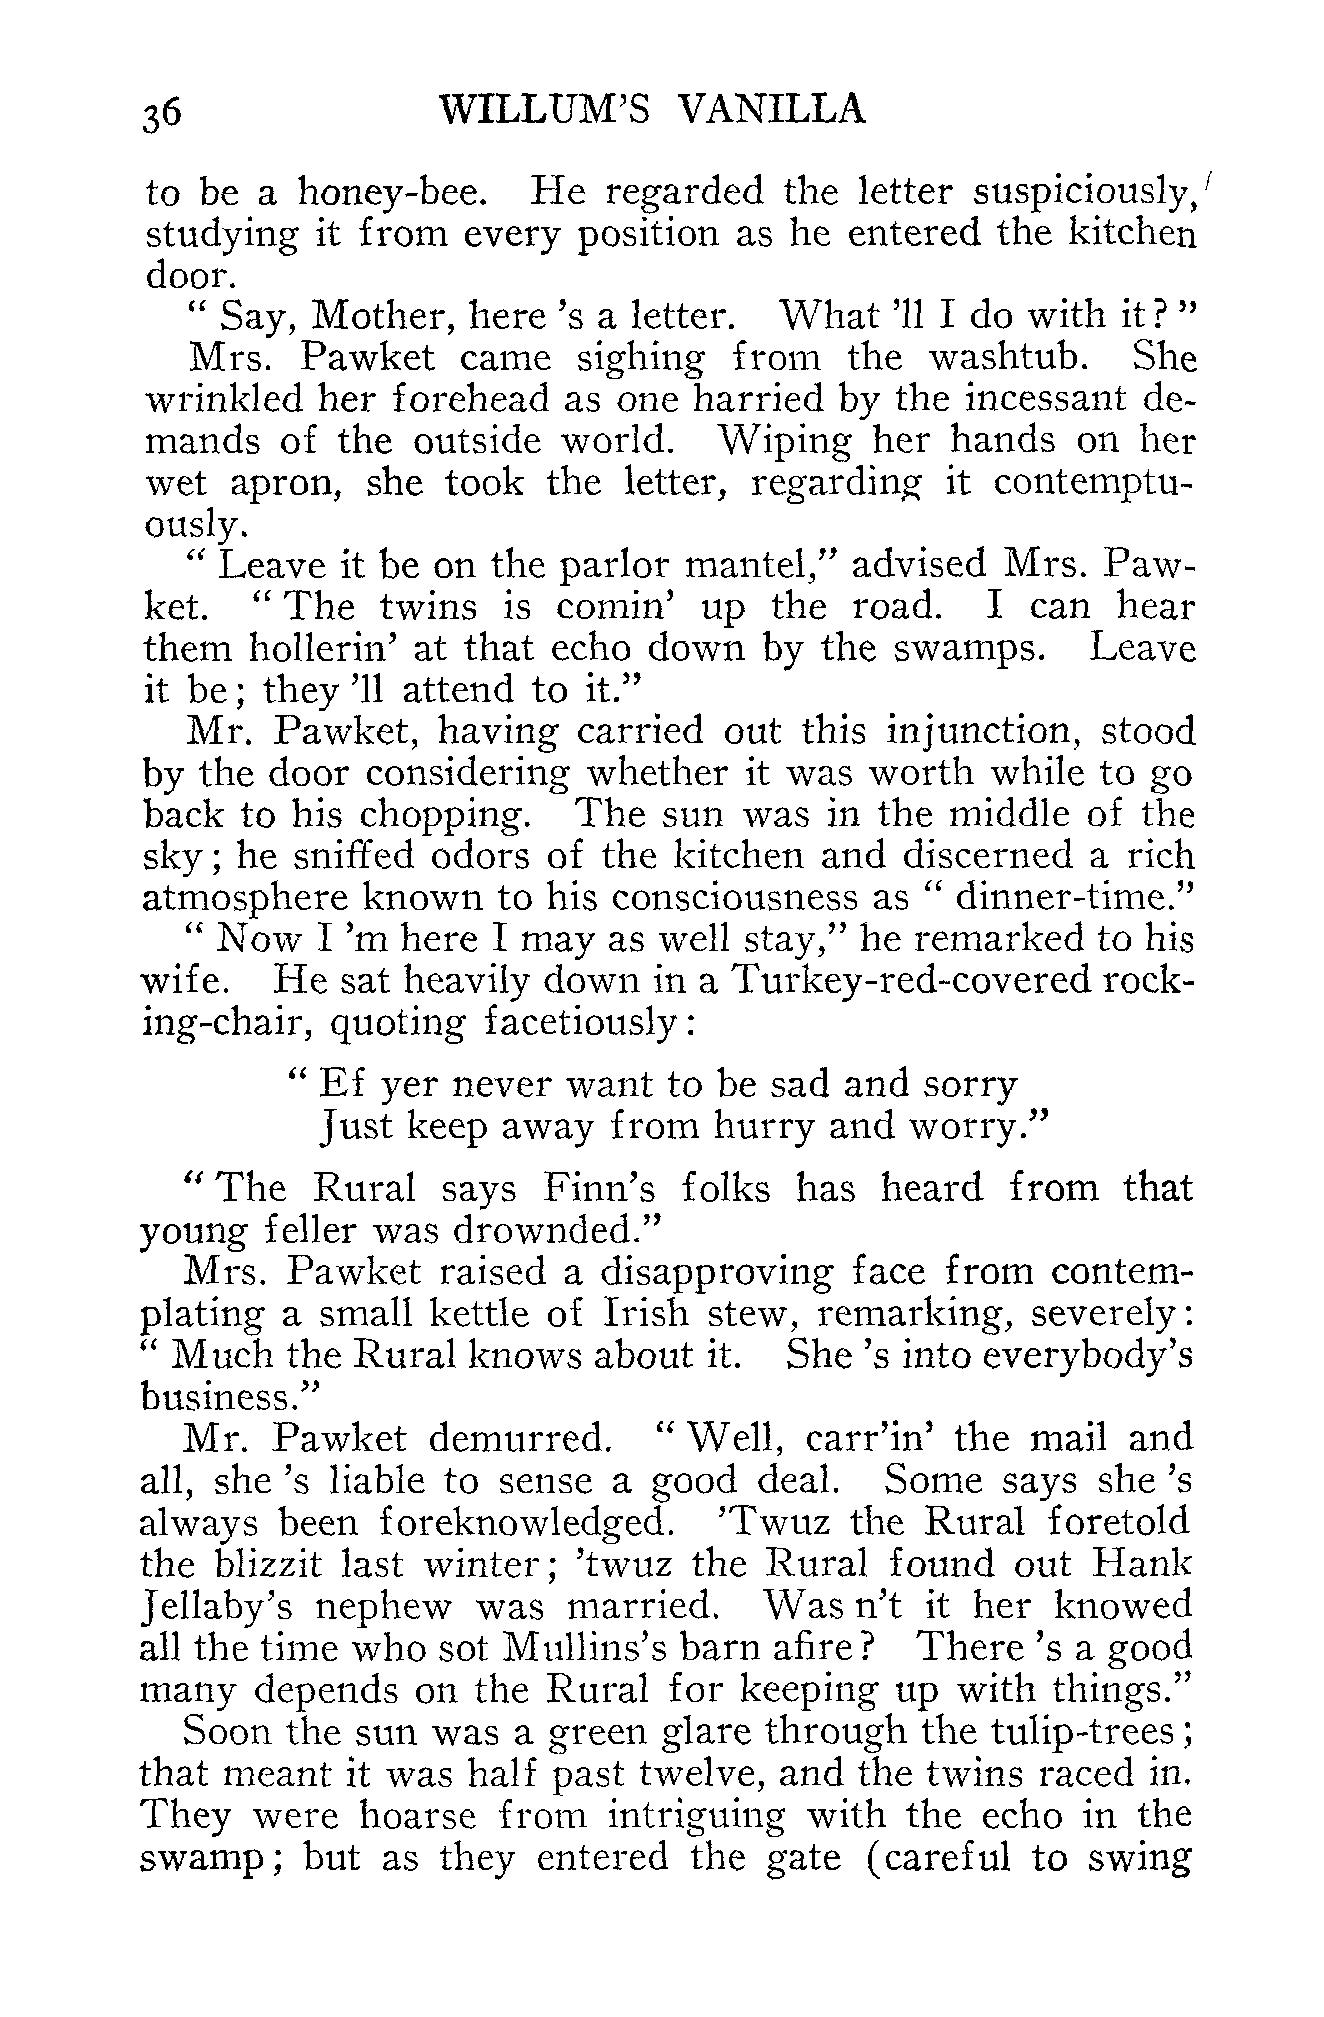 36 WILLUM'S VANILLA
to be a honey-bee. He regarded the letter suspiciously,
studying it from every position as he entered the kitchen
door.
" Say, Mother, here 's a letter. What 'll I do with it? "
Mrs. Pawket came sighing from the washtub. She
wrinkled her forehead as one harried by the incessant de-
mands of the outside world. Wiping her hands on her
wet apron, she took the letter, regarding it contemptu-
ously.
" Leave it be on the parlor mantel," advised Mrs. Paw-
ket. " The twins is comin' up the road. I can hear
them hollerin' at that echo down by the swamps. Leave
it be; they 'll attend to it."
Mr. Pawket, having carried out this injunction, stood
by the door considering whether it was worth while to go
back to his chopping. The sun was in the middle of the
sky; he sniffed odors of the kitchen and discerned a rich
atmosphere known to his consciousness as " dinner-time."
" Now I 'm here I may as well stay," he remarked to his
wife. He sat heavily down in a Turkey-red-covered rock-
ing-chair, quoting facetiously:
" Ef yer never want to be sad and sorry
Just keep away from hurry and worry."
" The Rural says Finn's folks has heard from that
young feller was drownded."
Mrs. Pawket raised a disapproving face from contem-
plating a small kettle of Irish stew, remarking, severely:
" Much the Rural knows about it. She 's into everybody's
business."
Mr. Pawket demurred. " Well, carr'in' the mail and
all, she 's liable to sense a good deal. Some says she 's
always been foreknowledged. 'Twuz the Rural foretold
the blizzit last winter; 'twuz the Rural found out Hank
Jellaby's nephew was married. Was n't it her knowed
all the time who sot Mullins's barn afire? There 's a good
many depends on the Rural for keeping up with things."
Soon the sun was a green glare through the tulip-trees;
that meant it was half past twelve, and the twins raced in.
They were hoarse from intriguing with the echo in the
swamp; but as they entered the gate (careful to swing